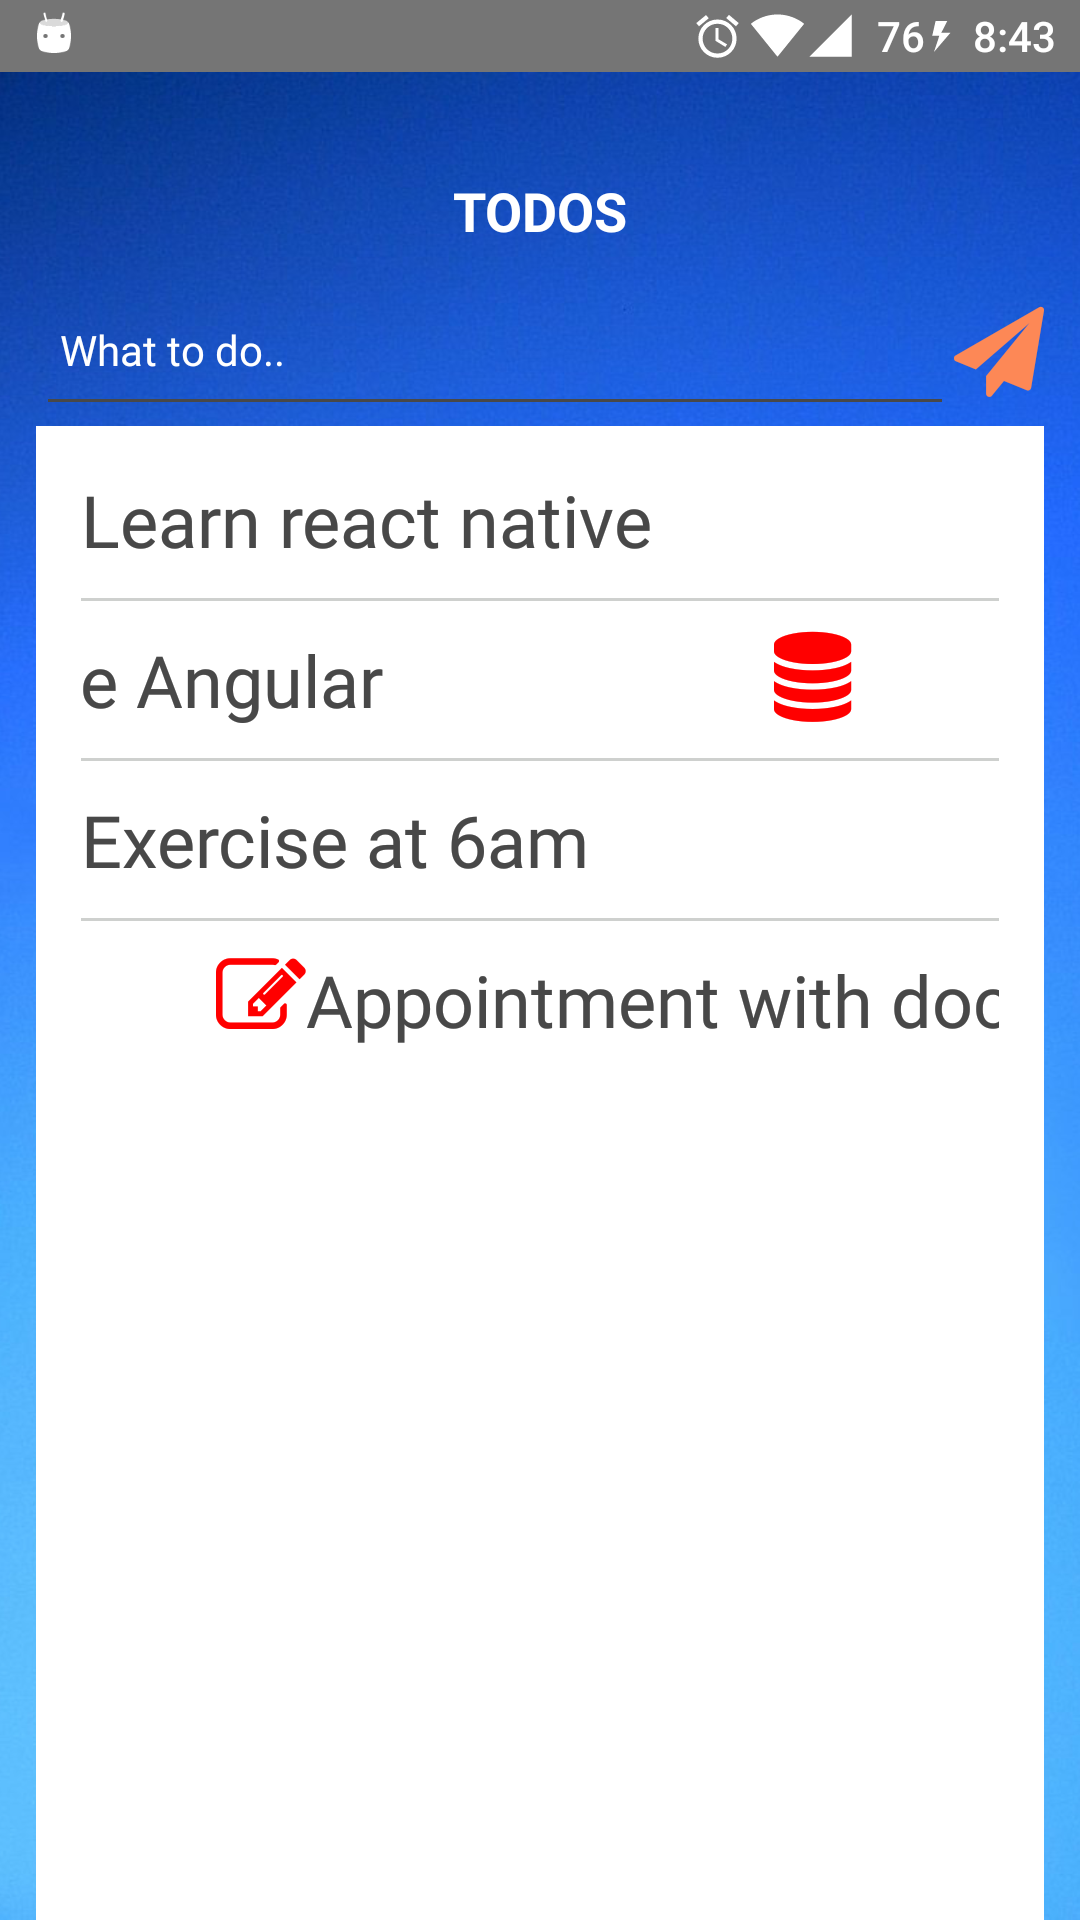 76 8:43
TODOS
What to do..
Learn react native
e Angular
Exercise at 6am
Appointment with doc